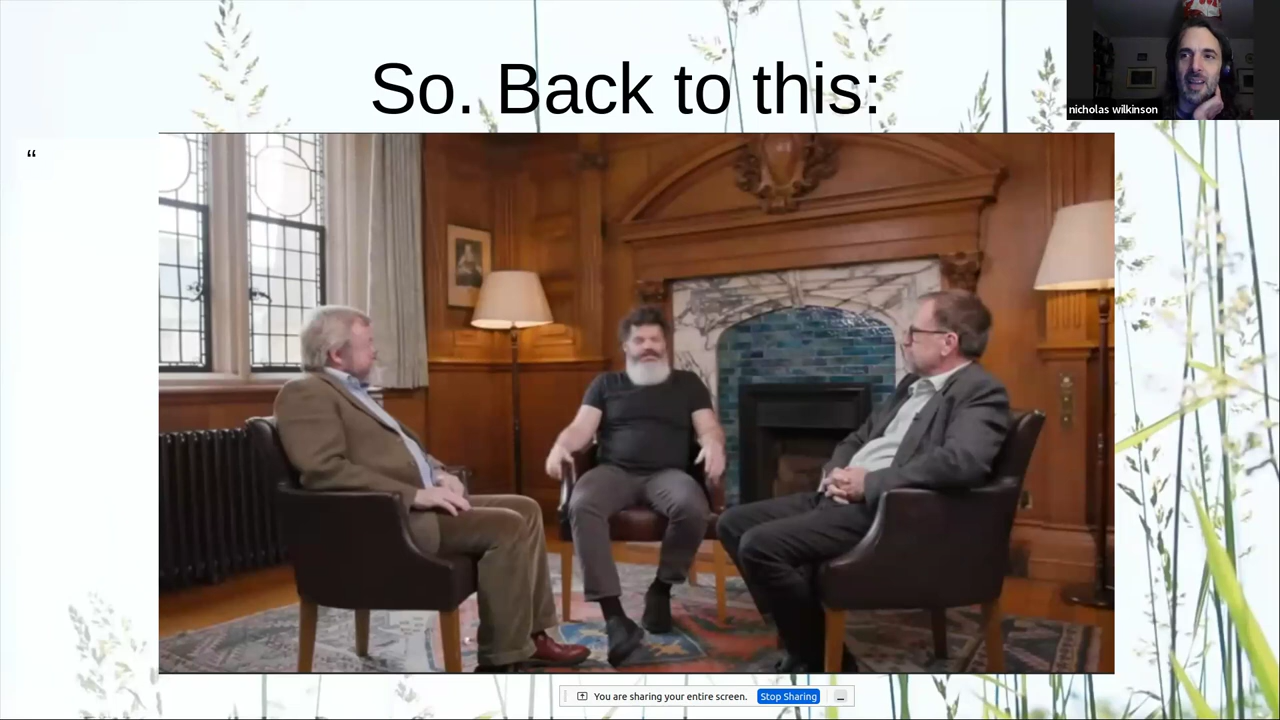 So. Back to this:
nicholas wilkinson
“
You are sharing your entire screen.
Stop Sharing